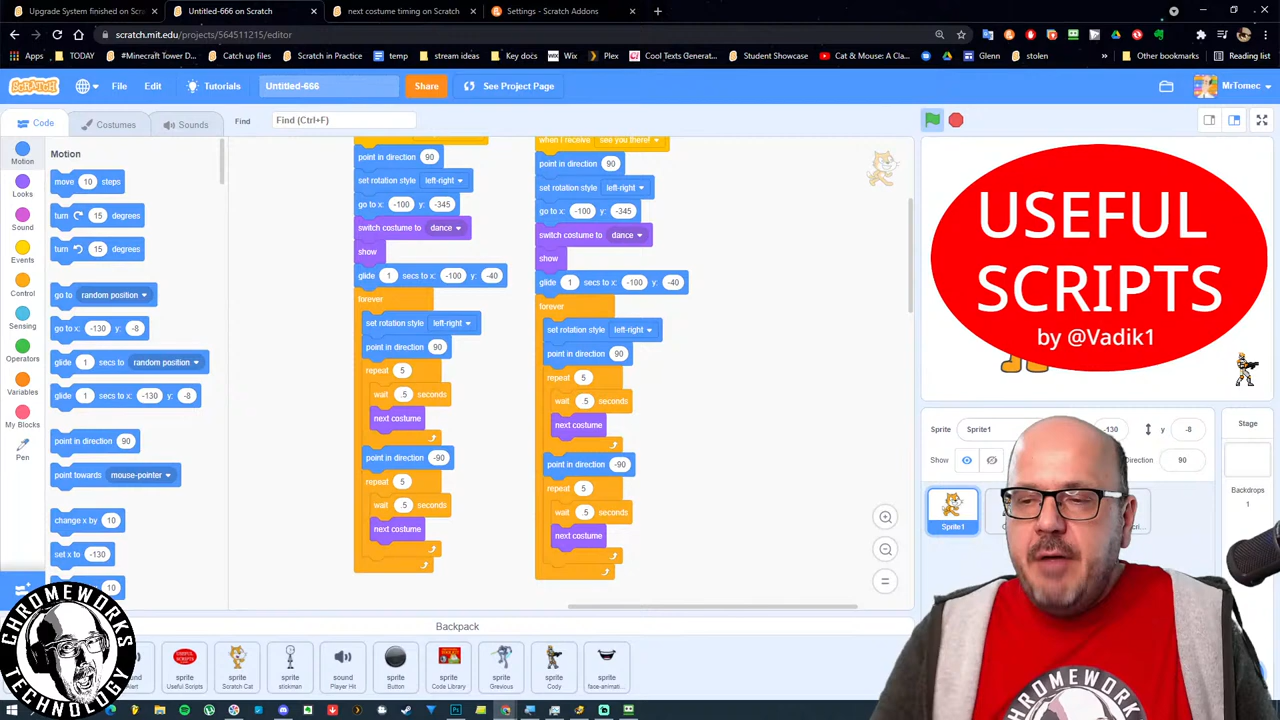 Upgrade System finished on Scr
Untitled-666 on Scratch
next costume timing on Scratch
Settings - Scratch Addons
scratch.mit.edu/projects/564511215/editor
Apps
TODAY
#Minecraft Tower D...
Catch up files
Scratch in Practice
temp
stream ideas
Key docs
Wix
Plex
Cool Texts Generat...
Student Showcase
Cat & Mouse: A Cla...
Glenn
stolen
Other bookmarks
Reading list
SCRATCH
File
Edit
Tutorials
Untitled-666
Share
See Project Page
MrTomec
Code
Costumes
Sounds
Find
Find (Ctrl+F)
Motion
Looks
Sound
Events
Control
Sensing
Operators
Variables
My Blocks
Pen
Motion
move 10 steps
turn 15 degrees
turn 15 degrees
go to random position
go to x: -130 y: -8
glide 1 secs to random position
glide 1 secs to x: -130 y: -8
point in direction 90
point towards mouse-pointer
change x by 10
set x to -130
10
point in direction 90
set rotation style left-right
go to x: -100 y: -345
switch costume to dance
show
glide 1 secs to x: -100 y: -40
forever
set rotation style left-right
point in direction 90
repeat 5
wait .5 seconds
next costume
point in direction -90
repeat 5
wait .5 seconds
next costume
when I receive see you there!
point in direction 90
set rotation style left-right
go to x: -100 y: -345
switch costume to dance
show
glide 1 secs to x: -100 y: -40
forever
set rotation style left-right
point in direction 90
repeat 5
wait .5 seconds
next costume
point in direction -90
repeat 5
wait .5 seconds
next costume
USEFUL
SCRIPTS
by @Vadik1
Sprite
Sprite1
-130
y
-8
Show
Direction
90
Sprite1
Stage
Backdrops
1
Backpack
sprite
Useful Scripts
sprite
Scratch Cat
sprite
stickman
sound
Player Hit
sprite
Button
sprite
Code Library
sprite
Grevious
sprite
Cody
sprite
face-animati...
CHROMEWORKS
TECHNOLOGY